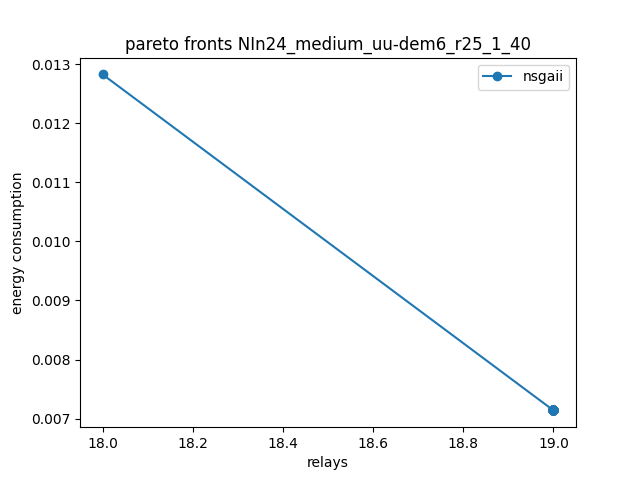 pareto fronts NIn24_medium_uu-dem6_r25_1_40
nsgaii
0.013
0.012
0.011
0.010
0.009
0.008
0.007
energy consumption
18.0 18.2 18.4 18.6 18.8 19.0
relays